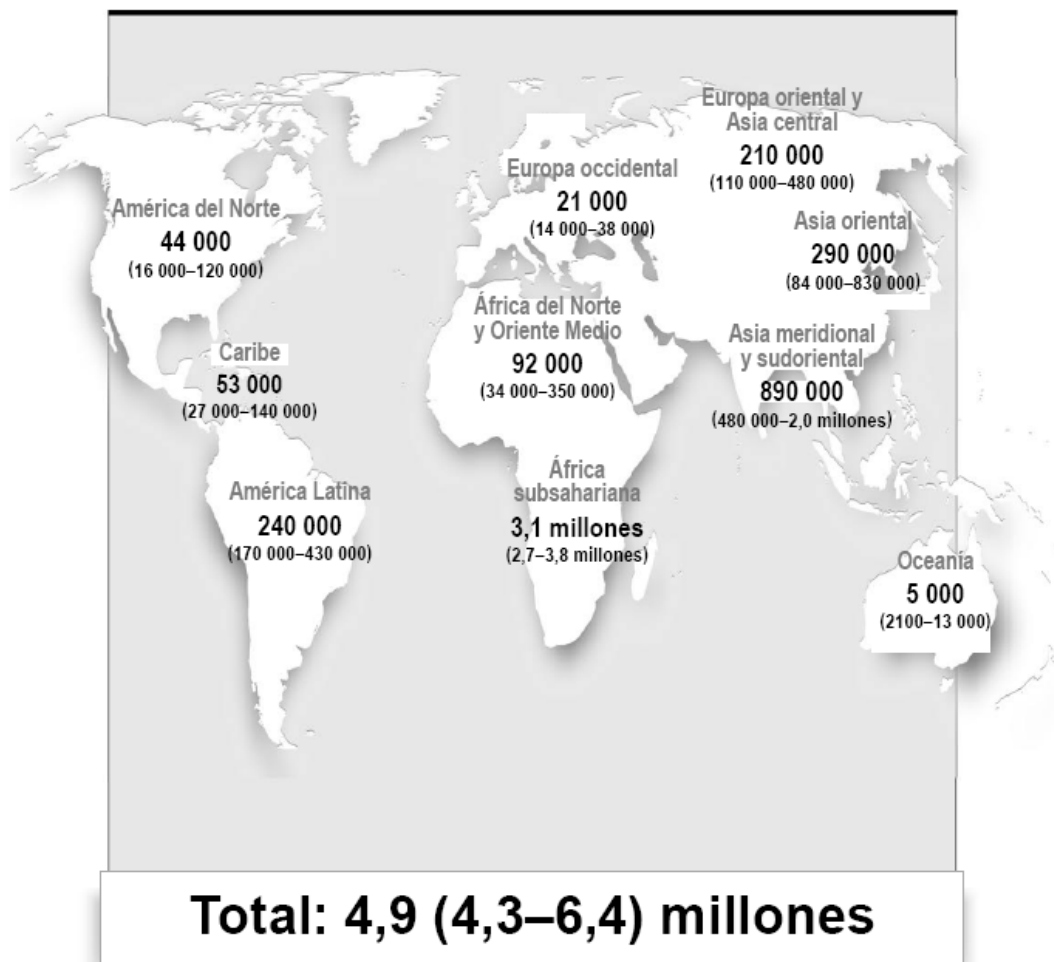 Europa oriental y
Asia central
210 000
(110 000–480 000)
Europa occidental
21 000
(14 000–38 000)
América del Norte
44 000
(16 000–120 000)
Asia oriental
290 000
(84 000–830 000)
África del Norte
y Oriente Medio
92 000
(34 000–350 000)
Asia meridional
y sudoriental
890 000
(480 000–2,0 millones)
Caribe
53 000
(27 000–140 000)
América Latina
240 000
(170 000–430 000)
África
subsahariana
3,1 millones
(2,7–3,8 millones)
Oceanía
5 000
(2100–13 000)
Total: 4,9 (4,3–6,4) millones